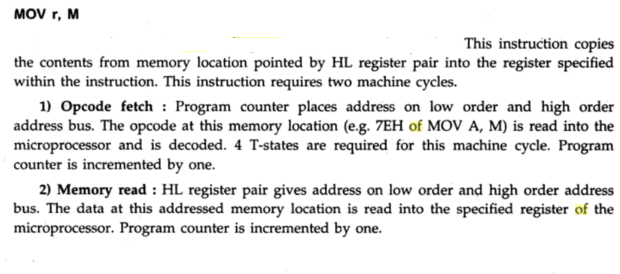 MOV r, M
This instruction copies
the contents from memory location pointed by HL register pair into the register specified
within the instruction. This instruction requires two machine cycles.
1) Opcode fetch : Program counter places address on low order and high order
address bus. The opcode at this memory location (e.g. 7EH of MOV A, M) is read into the
microprocessor and is decoded. 4 T-states are required for this machine cycle. Program
counter is incremented by one.
2) Memory read : HL register pair gives address on low order and high order address
bus. The data at this addressed memory location is read into the specified register of the
microprocessor. Program counter is incremented by one.